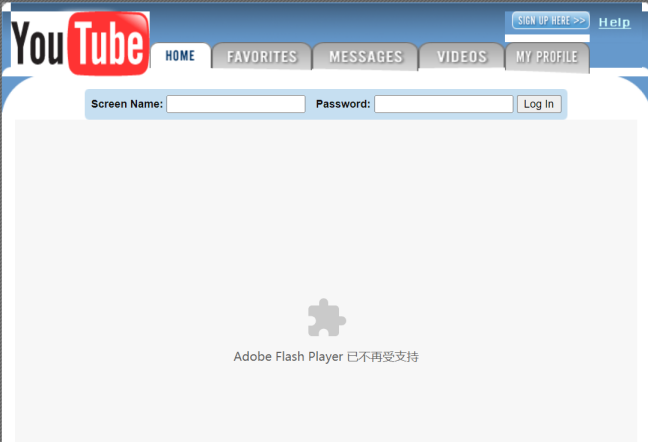 YouTube
SIGN UP HERE >>
Help
HOME
FAVORITES
MESSAGES
VIDEOS
MY PROFILE
Screen Name:
Password:
Log In
Adobe Flash Player 已不再受支持